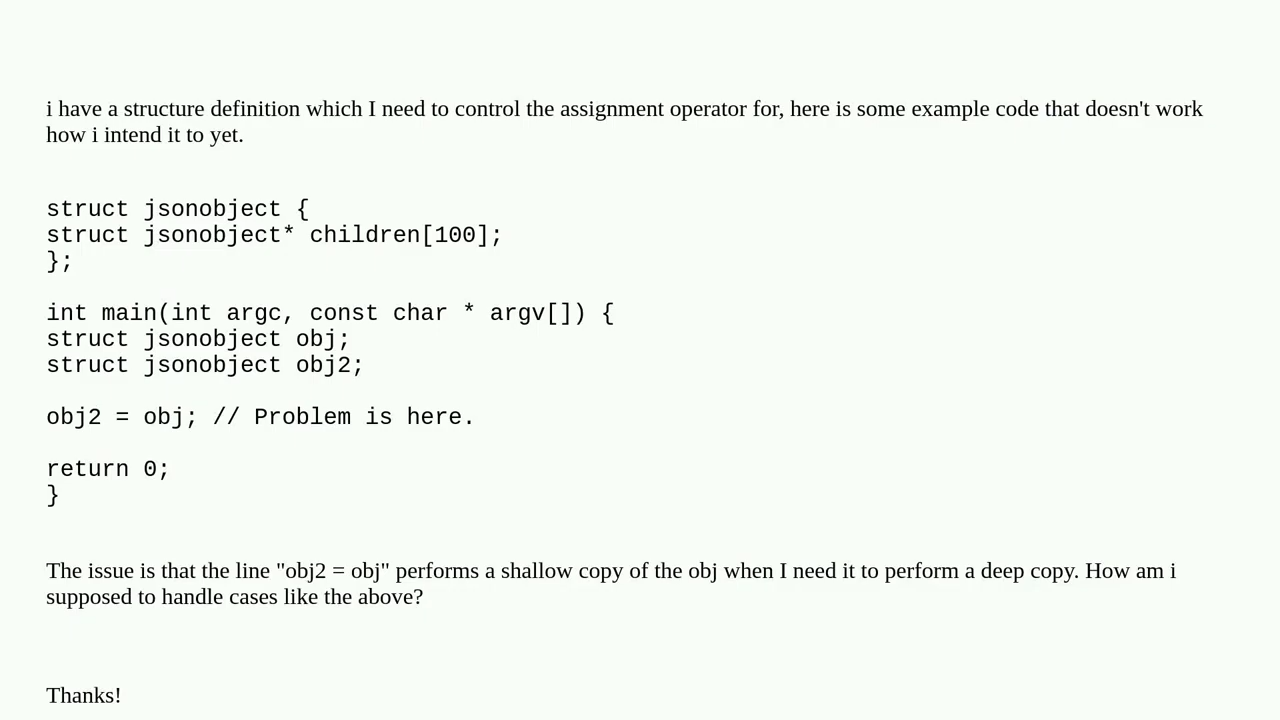 i have a structure definition which I need to control the assignment operator for, here is some example code that doesn't work
how i intend it to yet.
struct jsonobject {
struct jsonobject* children[100];
};
int main(int argc, const char * argv[]) {
struct jsonobject obj;
struct jsonobject obj2;
obj2 = obj; // Problem is here.
return 0;
}
The issue is that the line "obj2 = obj" performs a shallow copy of the obj when I need it to perform a deep copy. How am i
supposed to handle cases like the above?
Thanks!